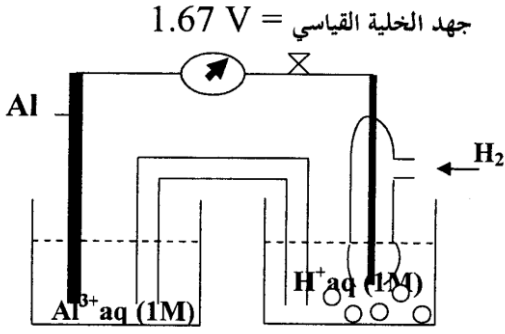 جهد الخلية القياسي = 1.67 V
Al
H₂
Al³⁺aq (1M)
H⁺aq (1M)